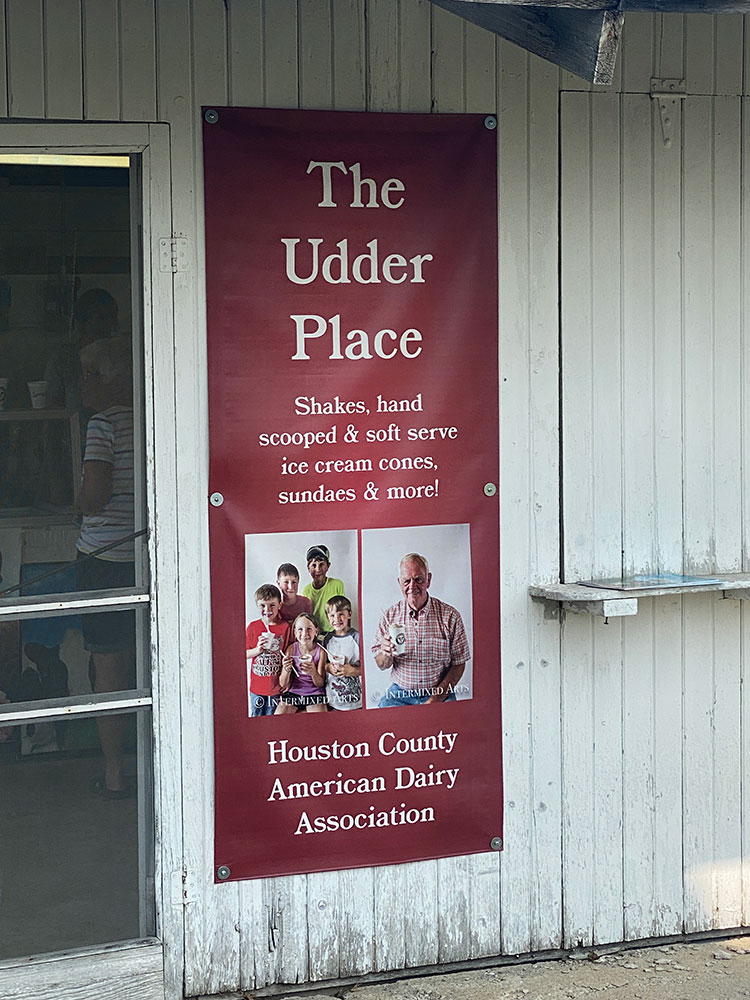 The
Udder
Place
Shakes, hand
scooped & soft serve
ice cream cones,
sundaes & more!
© Intermixed Arts
© Intermixed Arts
Houston County
American Dairy
Association